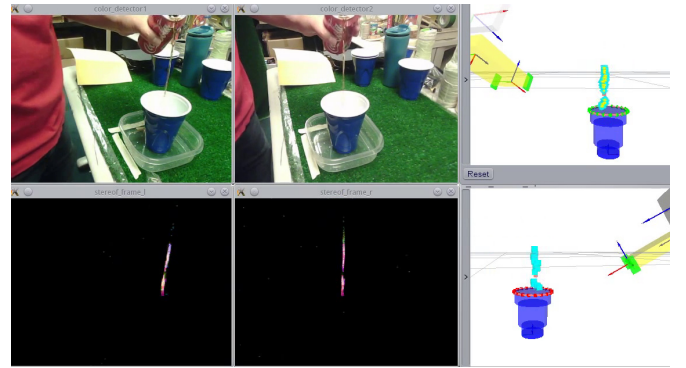 color_detector1
color_detector2
Reset
stereof_frame_l
stereof_frame_r